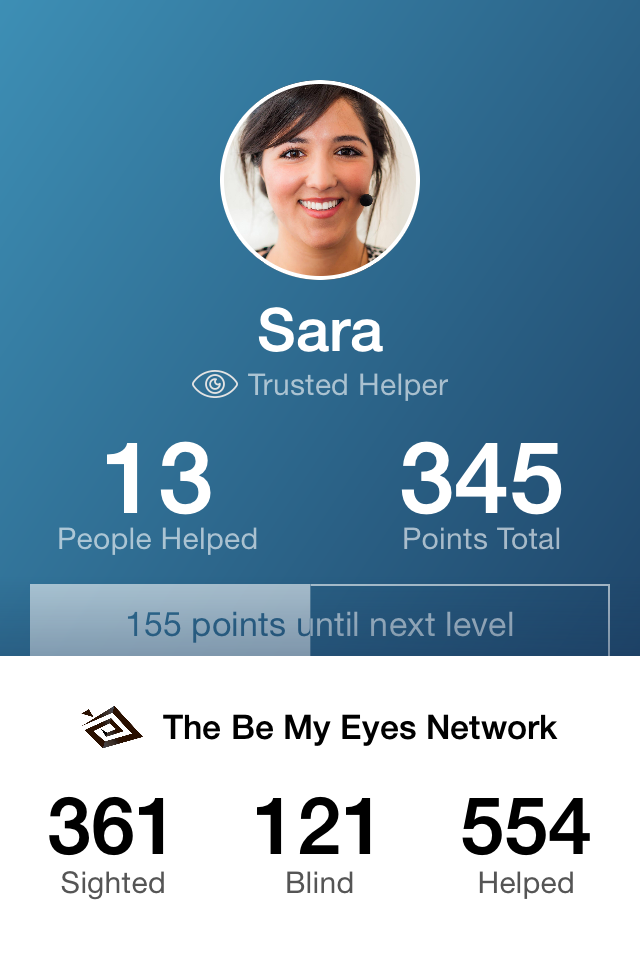 Sara
Trusted Helper
13 345
People Helped Points Total
155 points until next level
The Be My Eyes Network
361 121 554
Sighted Blind Helped